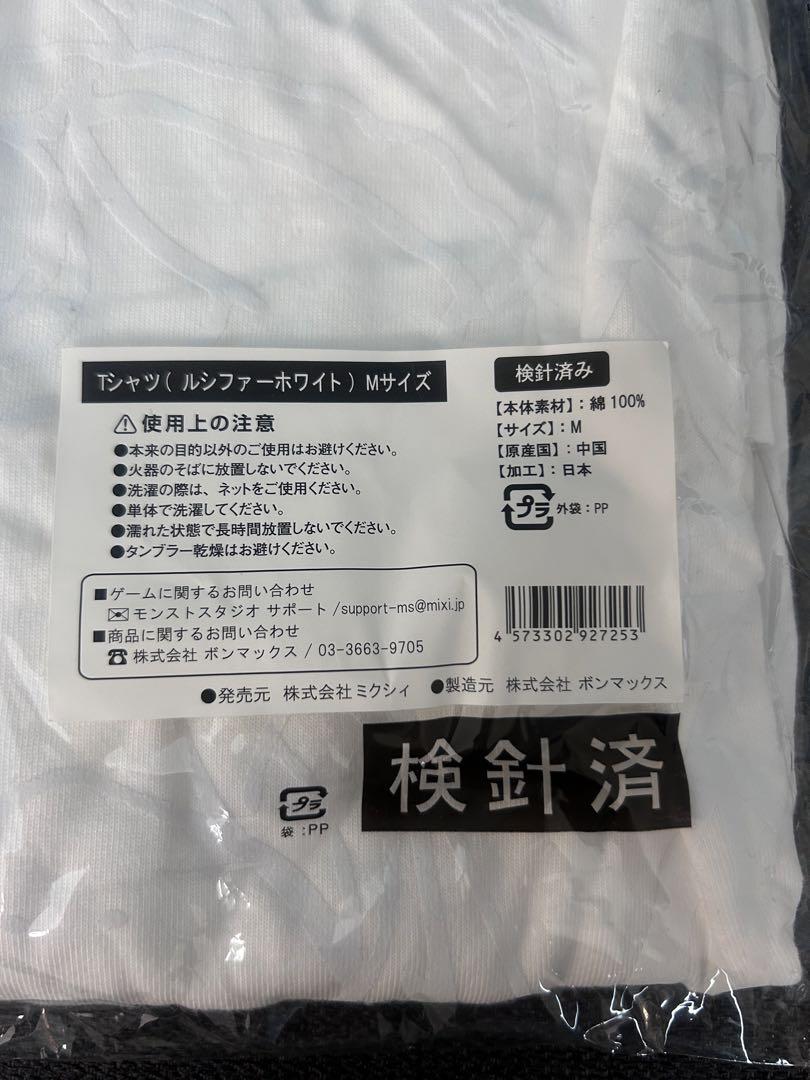 Tシャツ( ルシファーホワイト ) Mサイズ
検針済み
使用上の注意
●本来の目的以外のご使用はお避けください。
●火器のそばに放置しないでください。
●洗濯の際は、ネットをご使用ください。
●単体で洗濯してください。
●濡れた状態で長時間放置しないでください。
●タンブラー乾燥はお避けください。
【本体素材】:綿100%
【サイズ】:M
【原産国】:中国
【加工】:日本
プラ 外袋:PP
■ゲームに関するお問い合わせ
✉モンストスタジオ サポート /support-ms@mixi.jp
■商品に関するお問い合わせ
☎株式会社 ボンマックス / 03-3663-9705
4 573302 927253
●発売元 株式会社ミクシィ ●製造元 株式会社 ボンマックス
検針済
プラ
袋:PP